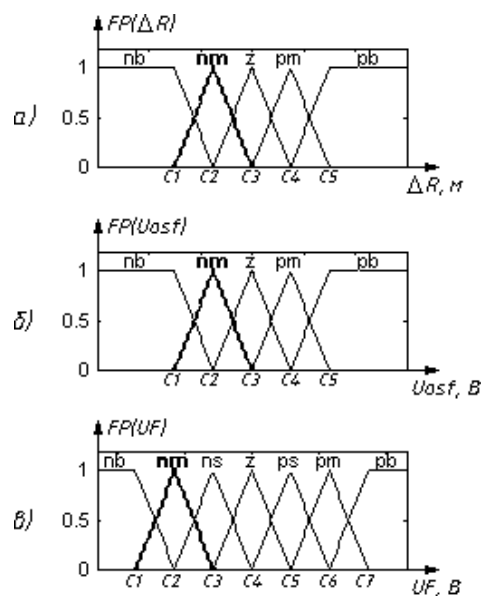 FP(ΔR)
nb nm z pm pb
1
а) 0.5
0
C1 C2 C3 C4 C5
ΔR, м
FP(Uosf)
nb nm z pm pb
1
б) 0.5
0
C1 C2 C3 C4 C5
Uosf, В
FP(UF)
nb nm ns z ps pm pb
1
в) 0.5
0
C1 C2 C3 C4 C5 C6 C7
UF, В